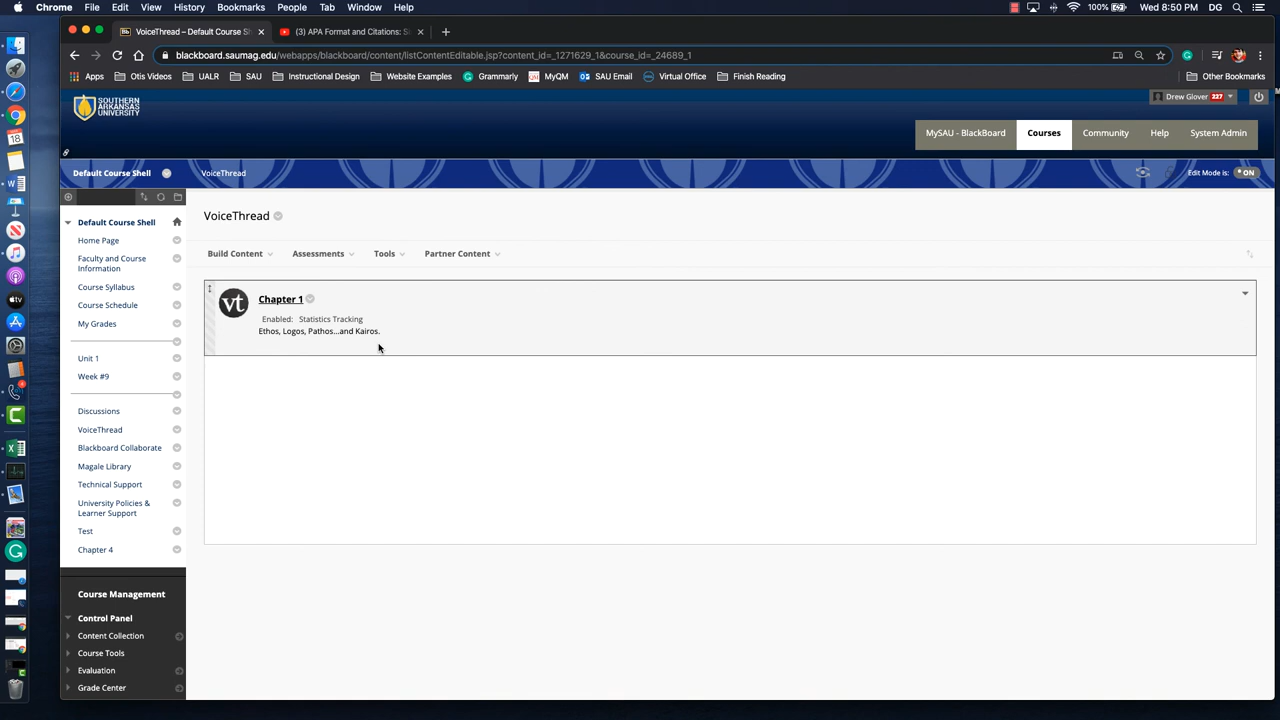 Chrome File Edit View History Bookmarks People Tab Window Help 100% Wed 8:50 PM DG
VoiceThread – Default Course Sh (3) APA Format and Citations: S
blackboard.saumag.edu/webapps/blackboard/content/listContentEditable.jsp?content_id=_1271629_1&course_id=_24689_1
Apps Otis Videos UALR SAU Instructional Design Website Examples Grammarly QM MyQM SAU Email Virtual Office Finish Reading Other Bookmarks
SOUTHERN ARKANSAS UNIVERSITY
Drew Glover 227
MySAU - BlackBoard Courses Community Help System Admin
Default Course Shell VoiceThread Edit Mode is: ON
VoiceThread
Build Content Assessments Tools Partner Content
vt Chapter 1
Enabled: Statistics Tracking
Ethos, Logos, Pathos...and Kairos.
Default Course Shell
Home Page
Faculty and Course
Information
Course Syllabus
Course Schedule
My Grades
Unit 1
Week #9
Discussions
VoiceThread
Blackboard Collaborate
Magale Library
Technical Support
University Policies &
Learner Support
Test
Chapter 4
Course Management
Control Panel
Content Collection
Course Tools
Evaluation
Grade Center